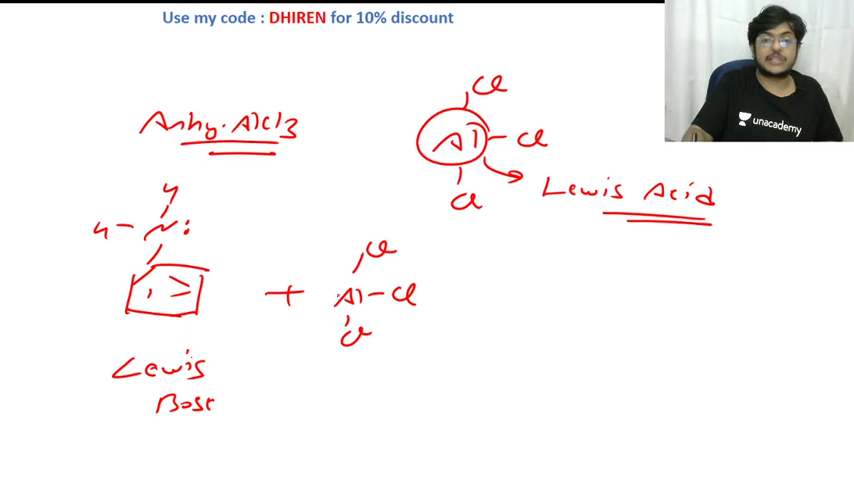 Use my code : DHIREN for 10% discount
unacademy
Anhy. AlCl3
Cl
Al - Cl
Cl
Lewis Acid
H
H - N:
+
Cl
Al - Cl
Cl
Lewis
Base